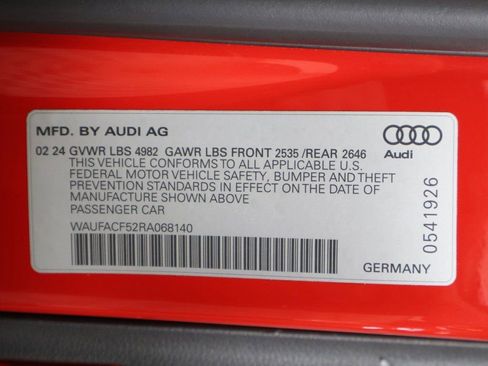 MFD. BY AUDI AG
02 24 GVWR LBS 4982 GAWR LBS FRONT 2535 /REAR 2646
THIS VEHICLE CONFORMS TO ALL APPLICABLE U.S.
FEDERAL MOTOR VEHICLE SAFETY, BUMPER AND THEFT
PREVENTION STANDARDS IN EFFECT ON THE DATE OF
MANUFACTURE SHOWN ABOVE.
PASSENGER CAR
WAUFACF52RA068140
Audi
0541926
GERMANY